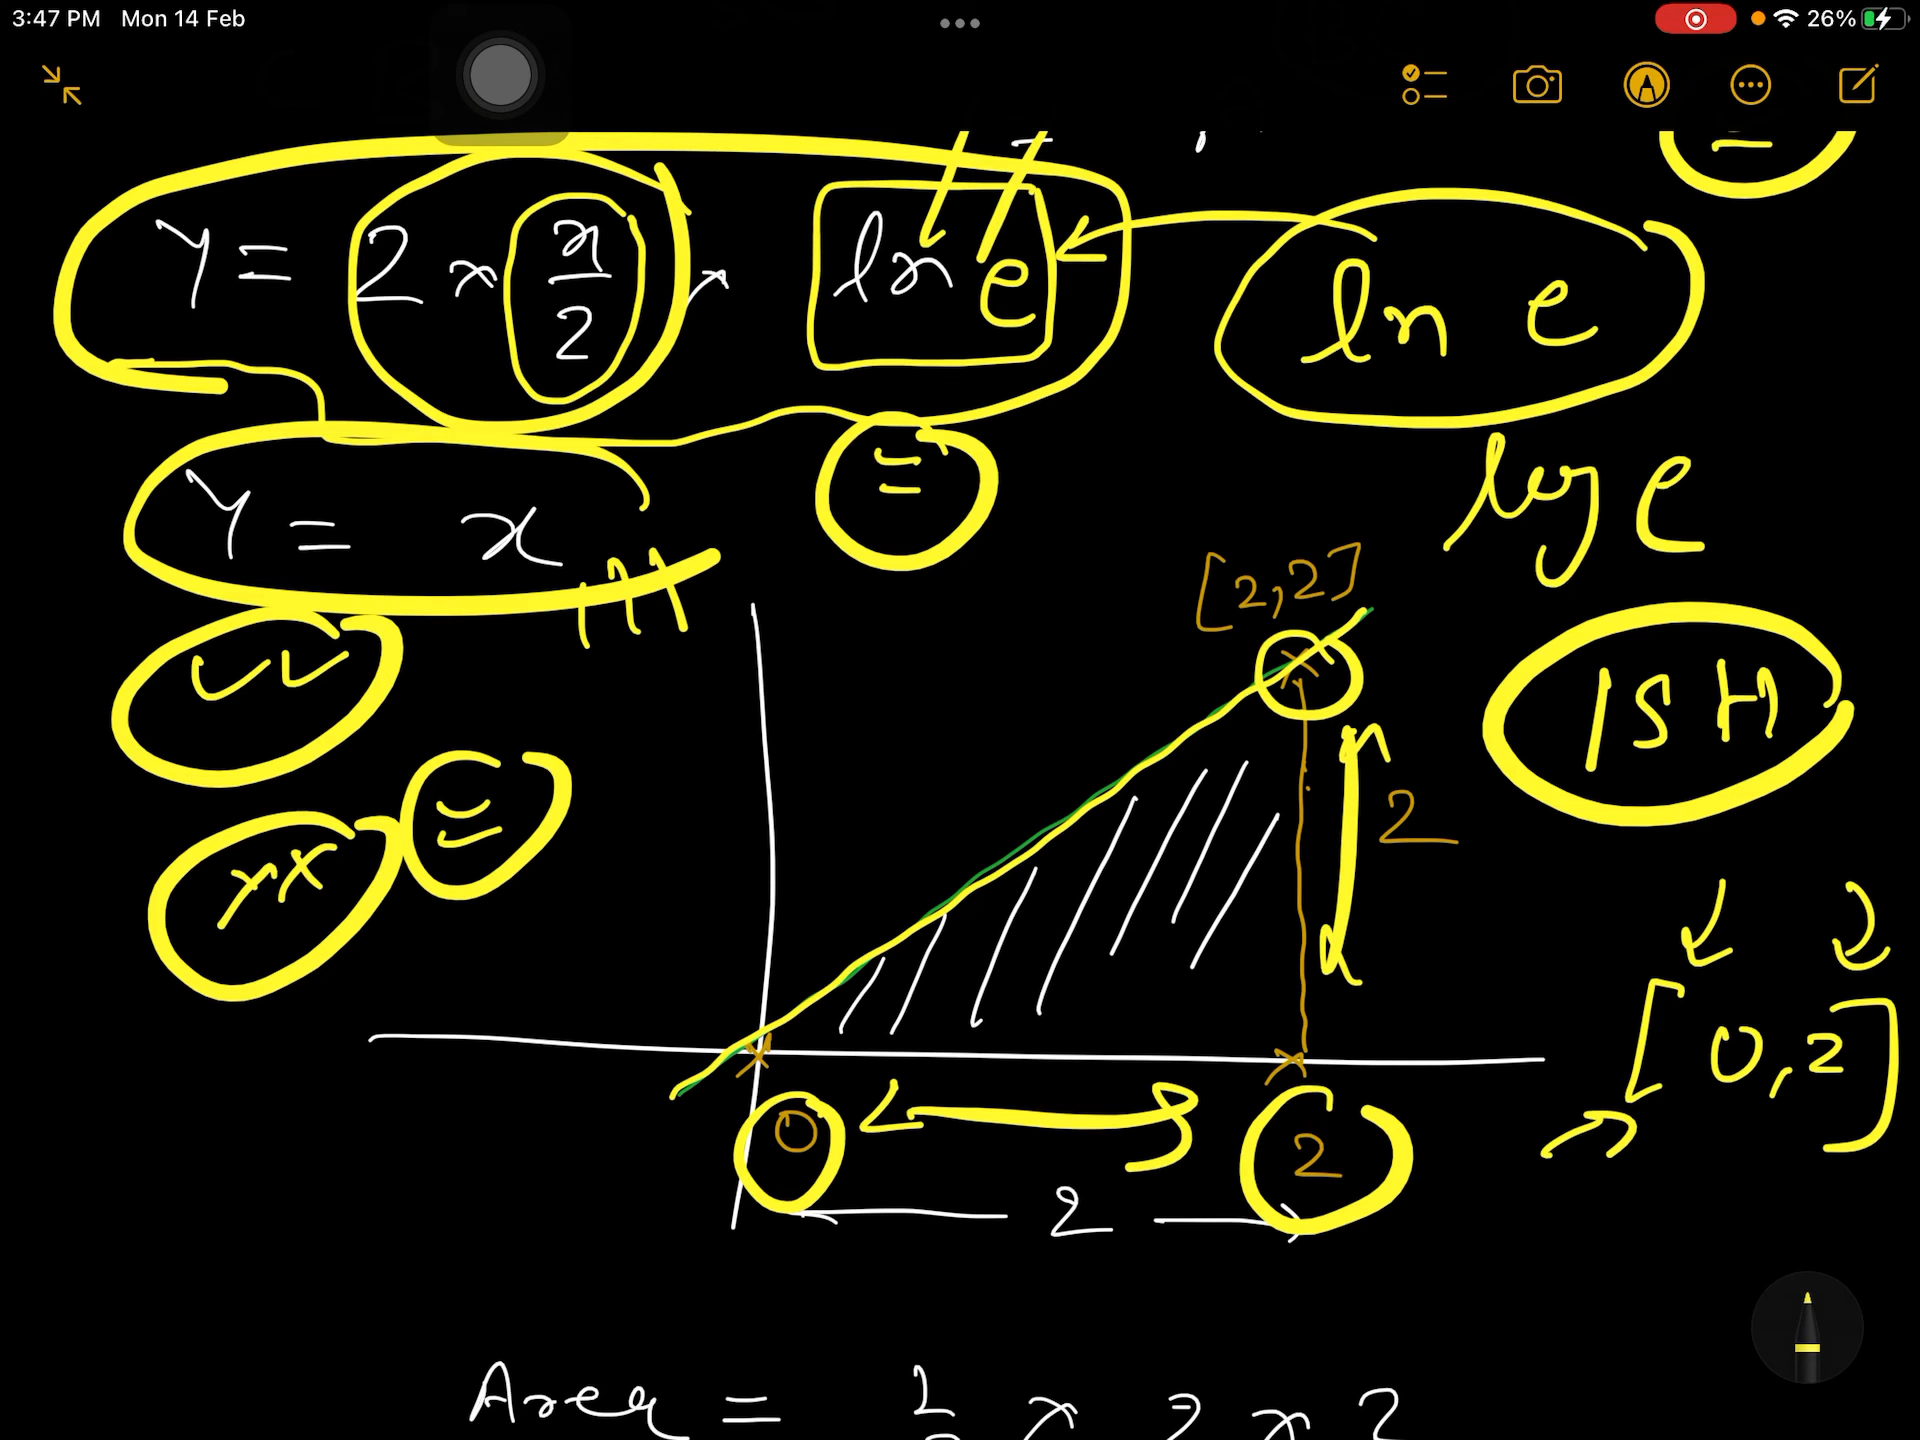 3:47 PM Mon 14 Feb 26%
Y = 2 × x/2 × ln e
ln e
Y = x
log e
[2,2]
ISH
2
[0,2]
0 2
2
Area = 1/2 × 2 × 2